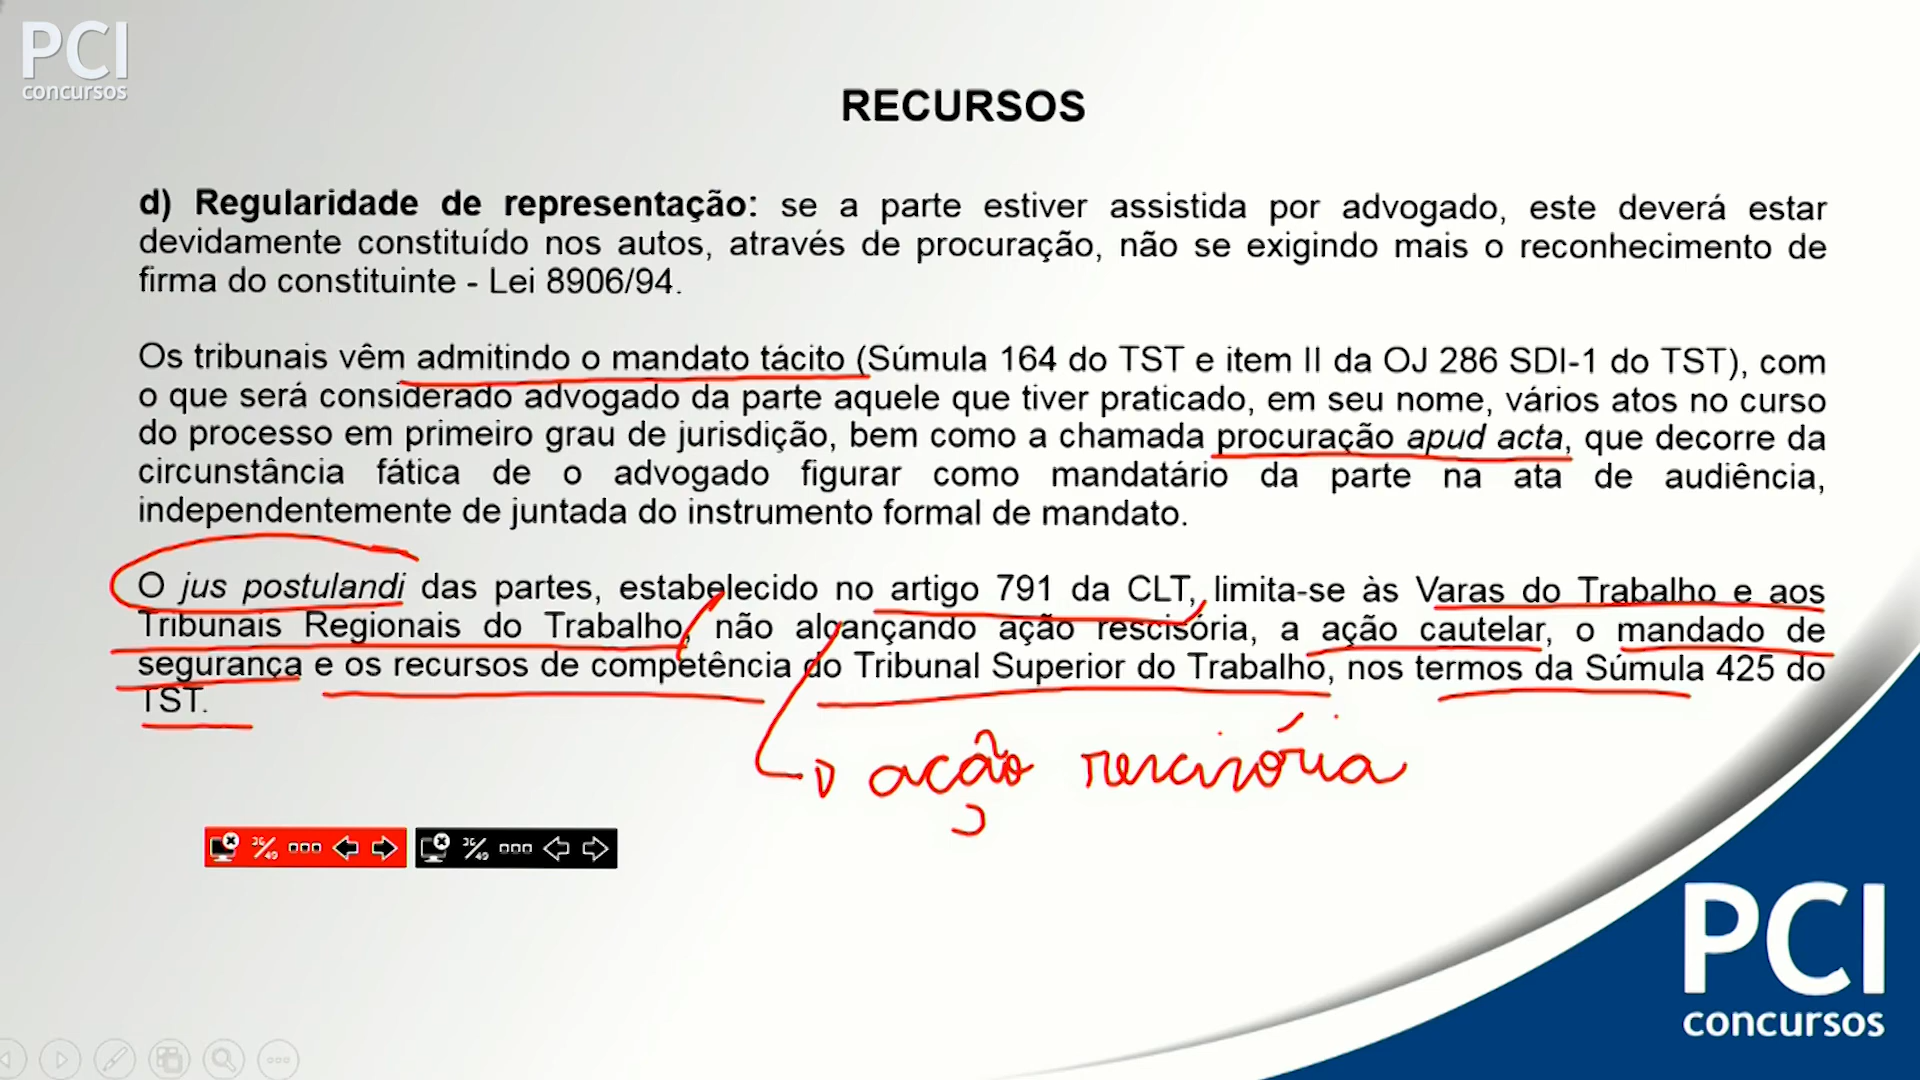 PCI
concursos
RECURSOS
d) Regularidade de representação: se a parte estiver assistida por advogado, este deverá estar
devidamente constituído nos autos, através de procuração, não se exigindo mais o reconhecimento de
firma do constituinte - Lei 8906/94.
Os tribunais vêm admitindo o mandato tácito (Súmula 164 do TST e item II da OJ 286 SDI-1 do TST), com
o que será considerado advogado da parte aquele que tiver praticado, em seu nome, vários atos no curso
do processo em primeiro grau de jurisdição, bem como a chamada procuração apud acta, que decorre da
circunstância fática de o advogado figurar como mandatário da parte na ata de audiência,
independentemente de juntada do instrumento formal de mandato.
O jus postulandi das partes, estabelecido no artigo 791 da CLT, limita-se às Varas do Trabalho e aos
Tribunais Regionais do Trabalho, não alcançando ação rescisória, a ação cautelar, o mandado de
segurança e os recursos de competência do Tribunal Superior do Trabalho, nos termos da Súmula 425 do
TST.
ação rescisória
36/49 36/49
PCI
concursos